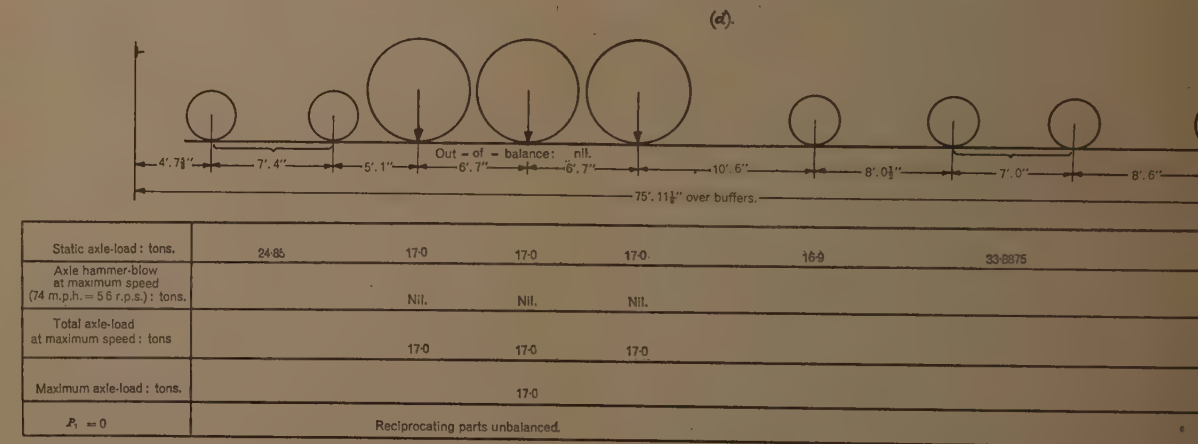 (d).
Out - of - balance: nil.
4'. 7¾" 7'. 4" 5'. 1" 6'. 7" 6'. 7" 10'. 6" 8'. 0½" 7'. 0" 8'. 6"
75'. 11½" over buffers.
Static axle-load : tons. 24·85 17·0 17·0 17·0 16·9 33·8875
Axle hammer-blow
at maximum speed
(74 m.p.h. = 5·6 r.p.s.) : tons. Nil. Nil. Nil.
Total axle-load
at maximum speed : tons 17·0 17·0 17·0
Maximum axle-load : tons. 17·0
P₁ = 0 Reciprocating parts unbalanced.